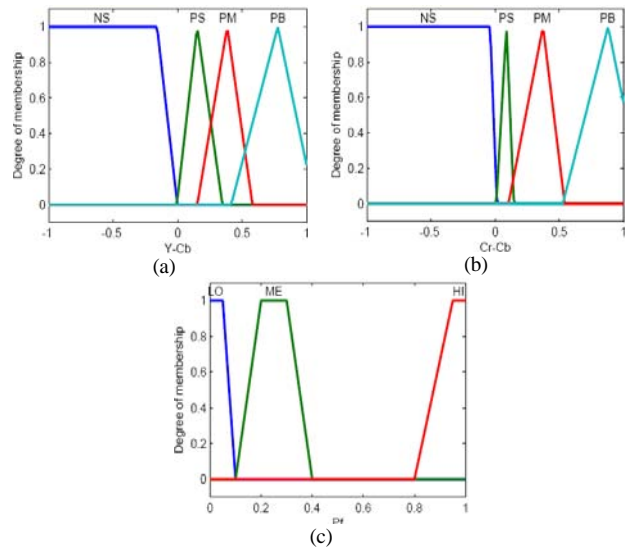 NS PS PM PB
1
0.8
0.6
0.4
0.2
0
Degree of membership
-1 -0.5 0 0.5 1
Y-Cb
(a)
NS PS PM PB
1
0.8
0.6
0.4
0.2
0
Degree of membership
-1 -0.5 0 0.5 1
Cr-Cb
(b)
LO ME HI
1
0.8
0.6
0.4
0.2
0
Degree of membership
0 0.2 0.4 0.6 0.8 1
(c)